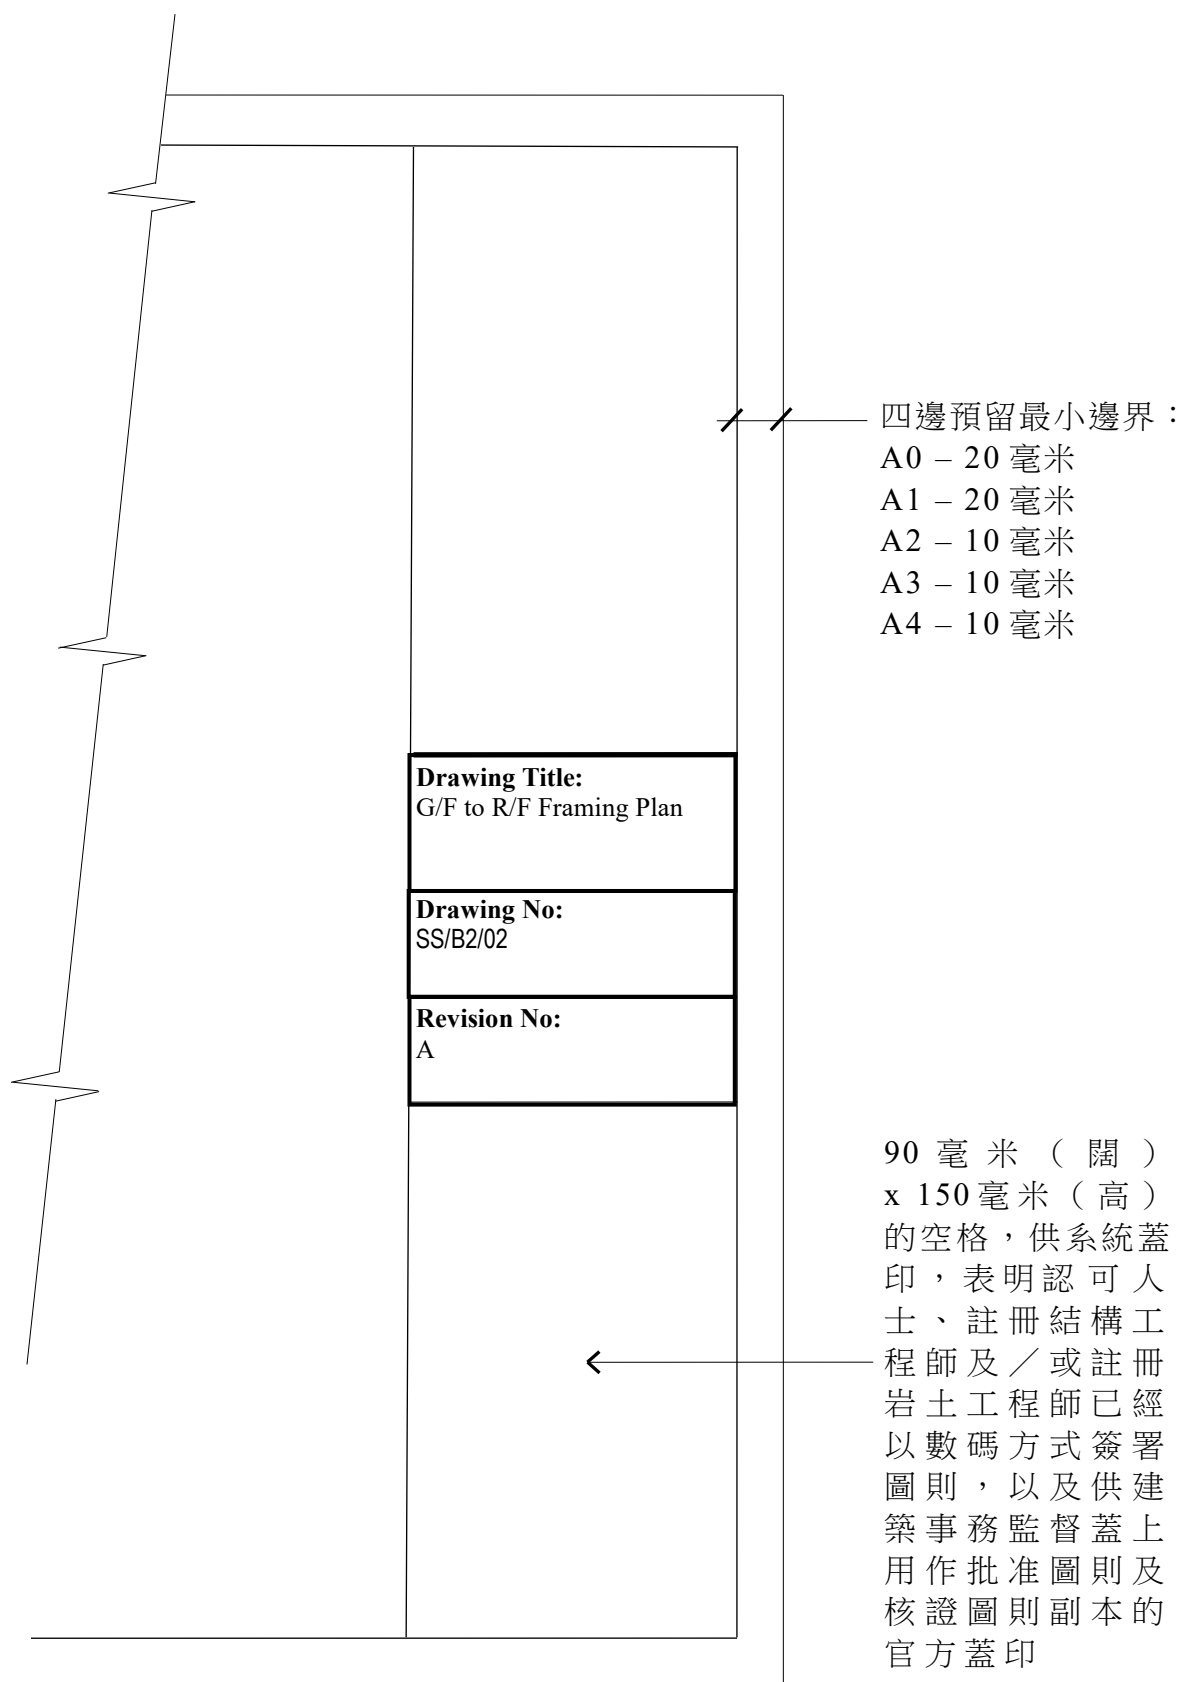 四邊預留最小邊界：
A0 – 20 毫米
A1 – 20 毫米
A2 – 10 毫米
A3 – 10 毫米
A4 – 10 毫米
Drawing Title:
G/F to R/F Framing Plan
Drawing No:
SS/B2/02
Revision No:
A
90 毫米（闊）
x 150 毫米（高）
的空格，供系統蓋
印，表明認可人
士、註冊結構工
程師及／或註冊
岩土工程師已經
以數碼方式簽署
圖則，以及供建
築事務監督蓋上
用作批准圖則及
核證圖則副本的
官方蓋印